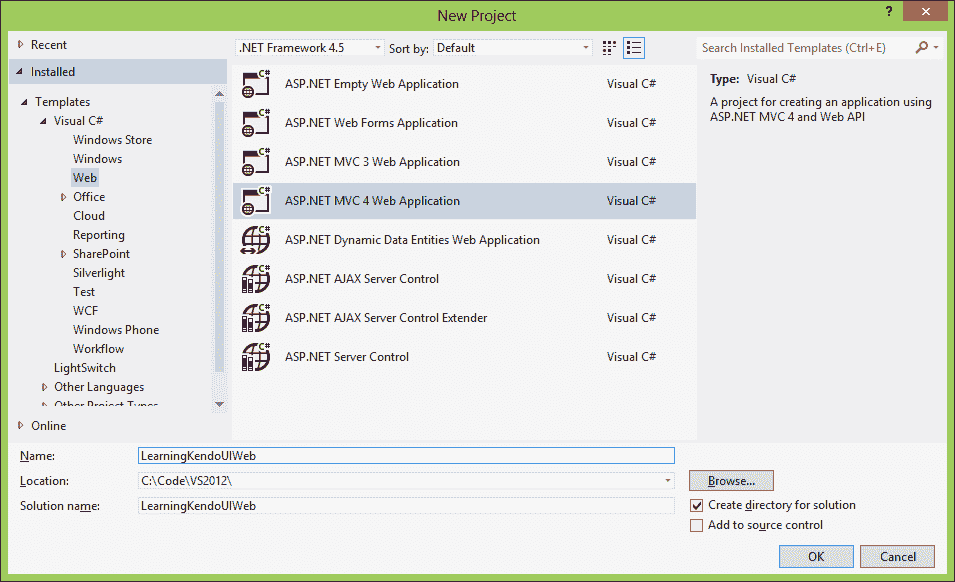 New Project
?
Recent
Installed
Templates
Visual C#
Windows Store
Windows
Web
Office
Cloud
Reporting
SharePoint
Silverlight
Test
WCF
Windows Phone
Workflow
LightSwitch
Other Languages
Other Project Types
Online
.NET Framework 4.5
Sort by: Default
ASP.NET Empty Web Application Visual C#
ASP.NET Web Forms Application Visual C#
ASP.NET MVC 3 Web Application Visual C#
ASP.NET MVC 4 Web Application Visual C#
ASP.NET Dynamic Data Entities Web Application Visual C#
ASP.NET AJAX Server Control Visual C#
ASP.NET AJAX Server Control Extender Visual C#
ASP.NET Server Control Visual C#
Search Installed Templates (Ctrl+E)
Type: Visual C#
A project for creating an application using
ASP.NET MVC 4 and Web API
Name: LearningKendoUIWeb
Location: C:\Code\VS2012\
Solution name: LearningKendoUIWeb
Browse...
Create directory for solution
Add to source control
OK
Cancel